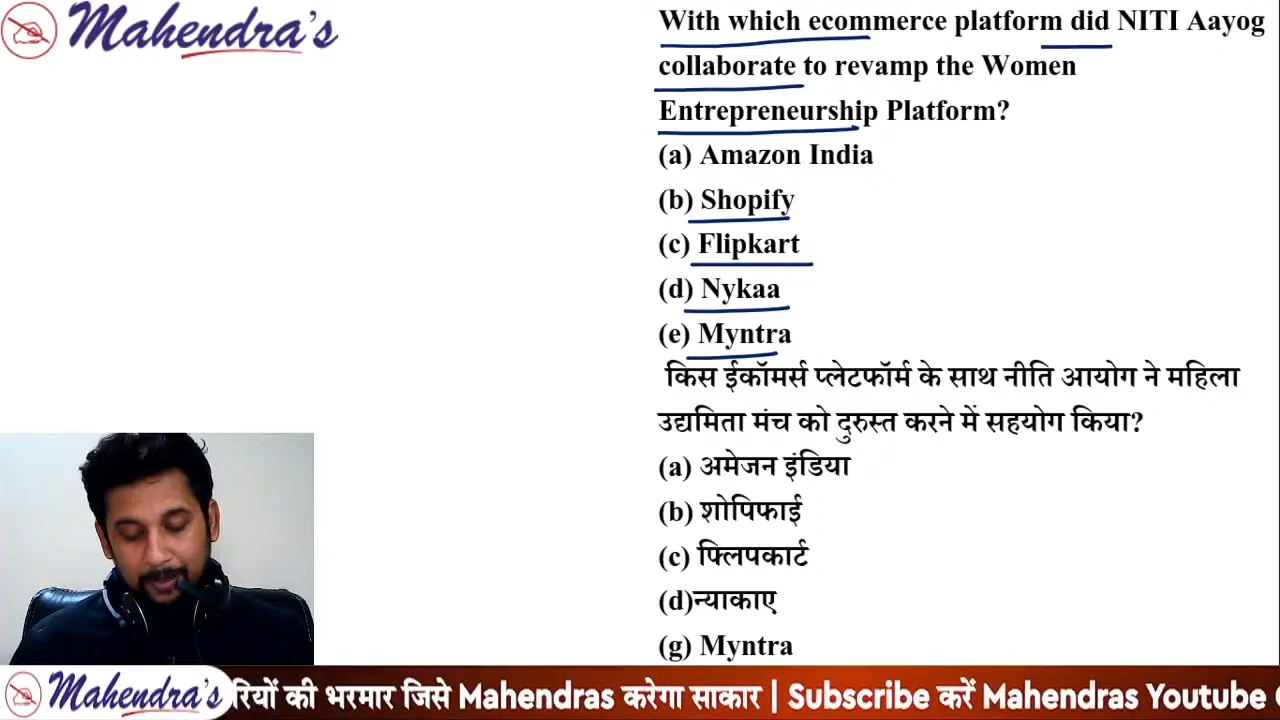 Mahendra's
With which ecommerce platform did NITI Aayog
collaborate to revamp the Women
Entrepreneurship Platform?
(a) Amazon India
(b) Shopify
(c) Flipkart
(d) Nykaa
(e) Myntra
किस ईकॉमर्स प्लेटफॉर्म के साथ नीति आयोग ने महिला
उद्यमिता मंच को दुरुस्त करने में सहयोग किया?
(a) अमेजन इंडिया
(b) शोपिफाई
(c) फ्लिपकार्ट
(d)न्याकाए
(g) Myntra
Mahendra's रियों की भरमार जिसे Mahendras करेगा साकार | Subscribe करें Mahendras Youtube